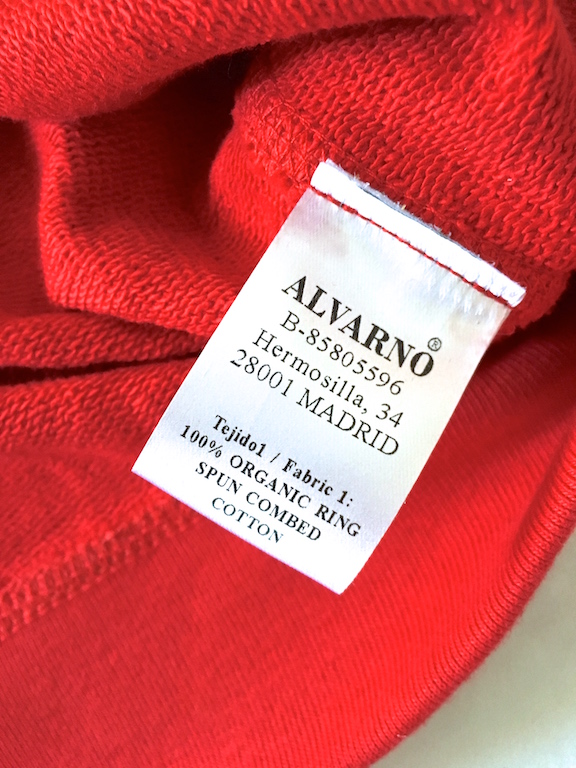 ALVARNO®
B-85805596
Hermosilla, 34
28001 MADRID
Tejido1 / Fabric 1:
100% ORGANIC RING
SPUN COMBED
COTTON